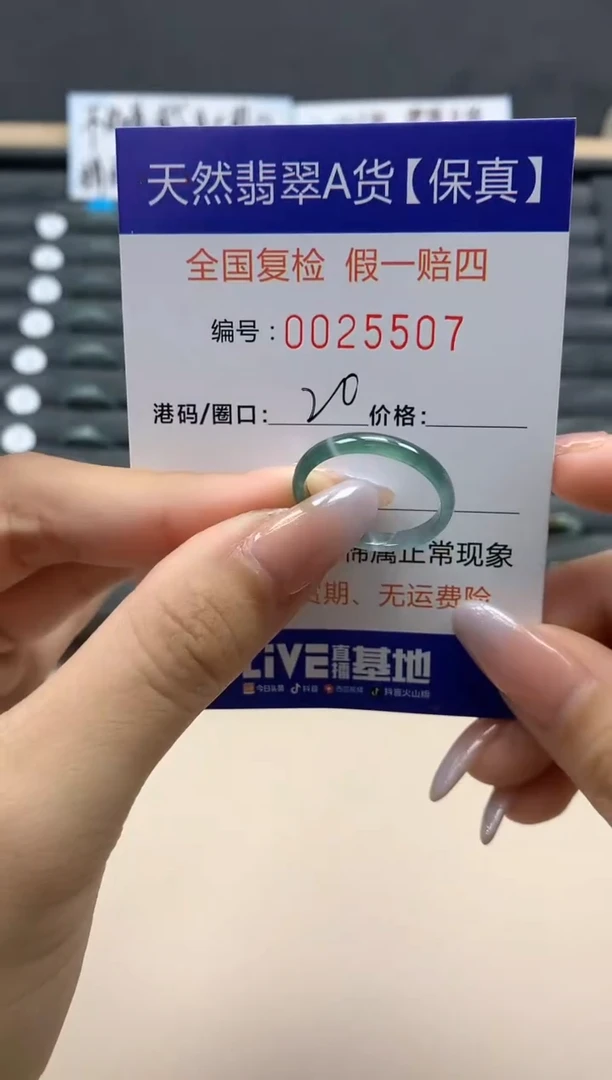 天然翡翠A货【保真】
全国复检 假一赔四
编号：0025507
港码/圈口：20 价格：
棉属正常现象
货期、无运费险
LiVE直播基地
今日头条 抖音 西瓜视频 抖音火山版